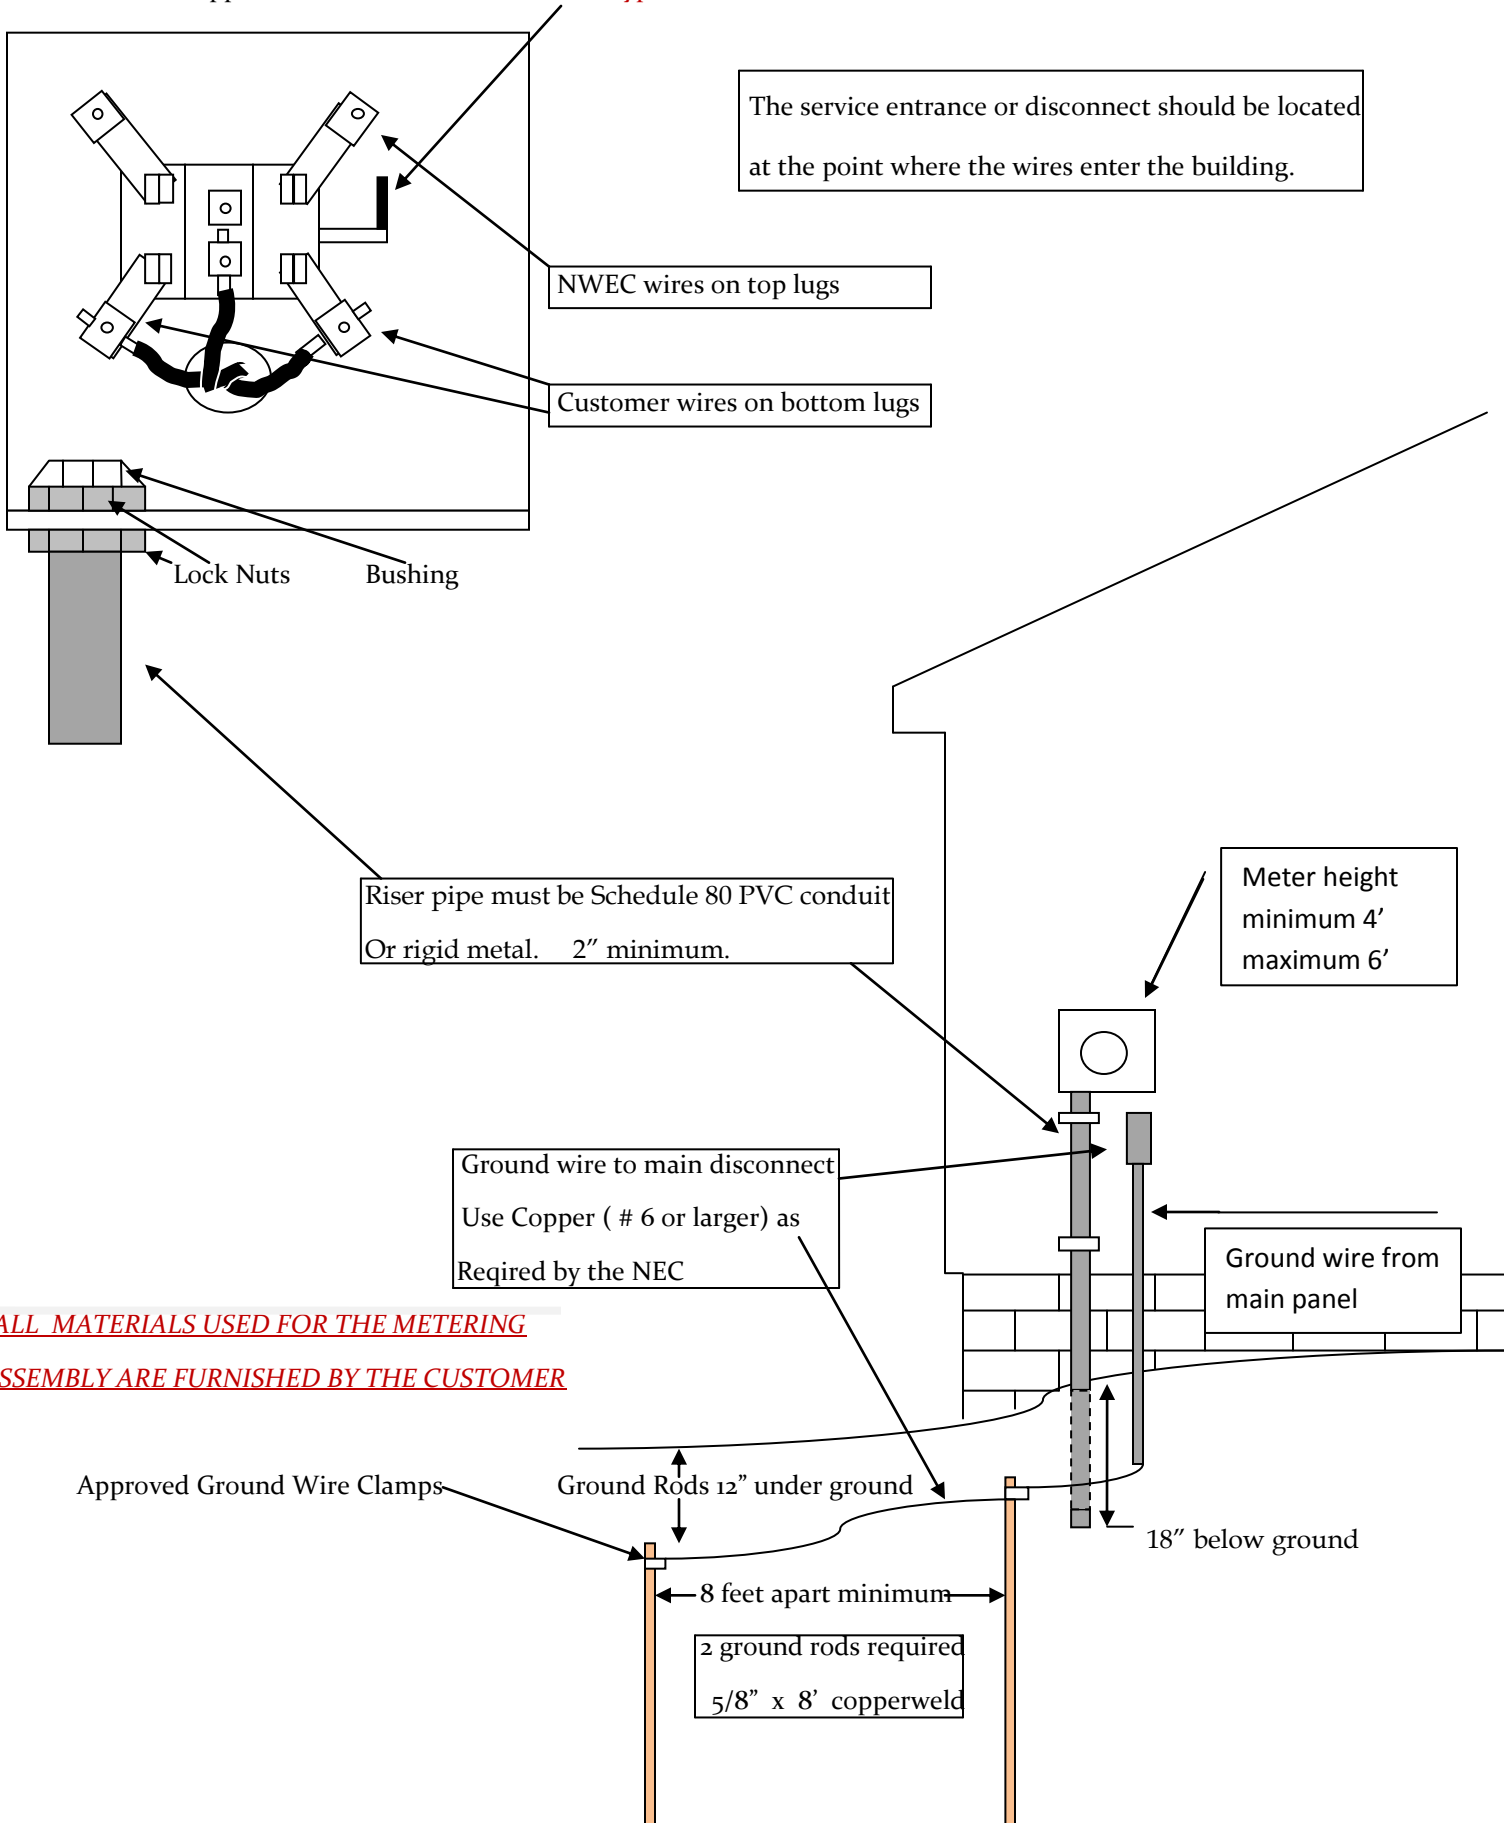 The service entrance or disconnect should be located
at the point where the wires enter the building.
NWEC wires on top lugs
Customer wires on bottom lugs
Lock Nuts
Bushing
Riser pipe must be Schedule 80 PVC conduit
Or rigid metal. 2” minimum.
Meter height
minimum 4’
maximum 6’
Ground wire to main disconnect
Use Copper ( # 6 or larger) as
Reqired by the NEC
Ground wire from
main panel
ALL MATERIALS USED FOR THE METERING
SSEMBLY ARE FURNISHED BY THE CUSTOMER
Approved Ground Wire Clamps
Ground Rods 12” under ground
18” below ground
8 feet apart minimum
2 ground rods required
5/8” x 8’ copperweld